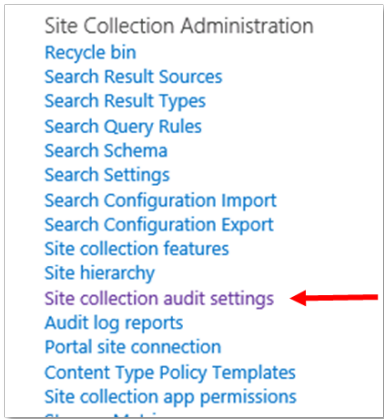 Site Collection Administration
Recycle bin
Search Result Sources
Search Result Types
Search Query Rules
Search Schema
Search Settings
Search Configuration Import
Search Configuration Export
Site collection features
Site hierarchy
Site collection audit settings
Audit log reports
Portal site connection
Content Type Policy Templates
Site collection app permissions